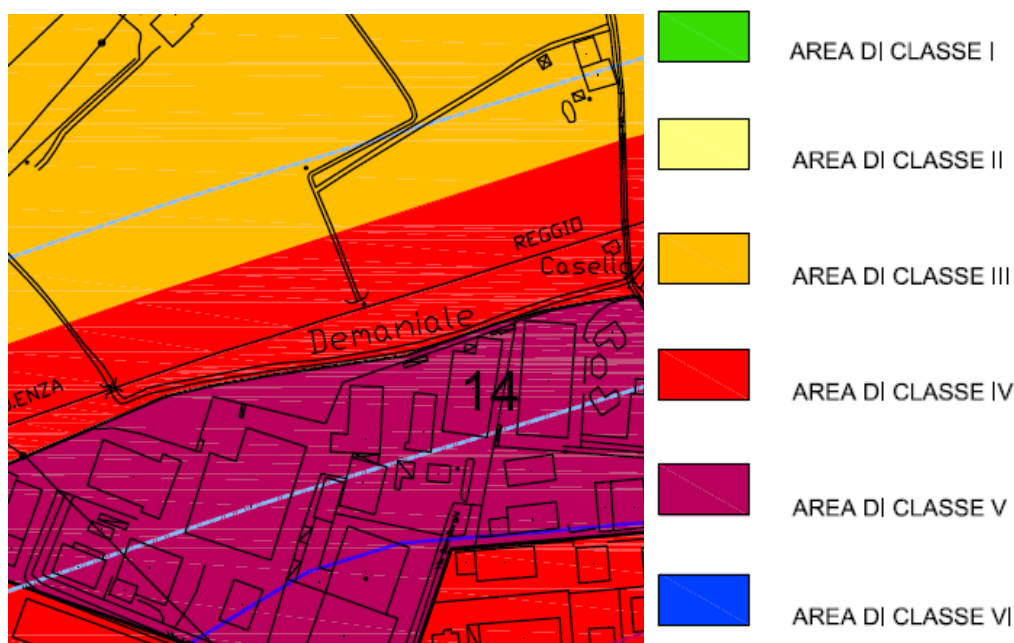 REGGIO
Casello
Demaniale
14
AREA DI CLASSE I
AREA DI CLASSE II
AREA DI CLASSE III
AREA DI CLASSE IV
AREA DI CLASSE V
AREA DI CLASSE VI